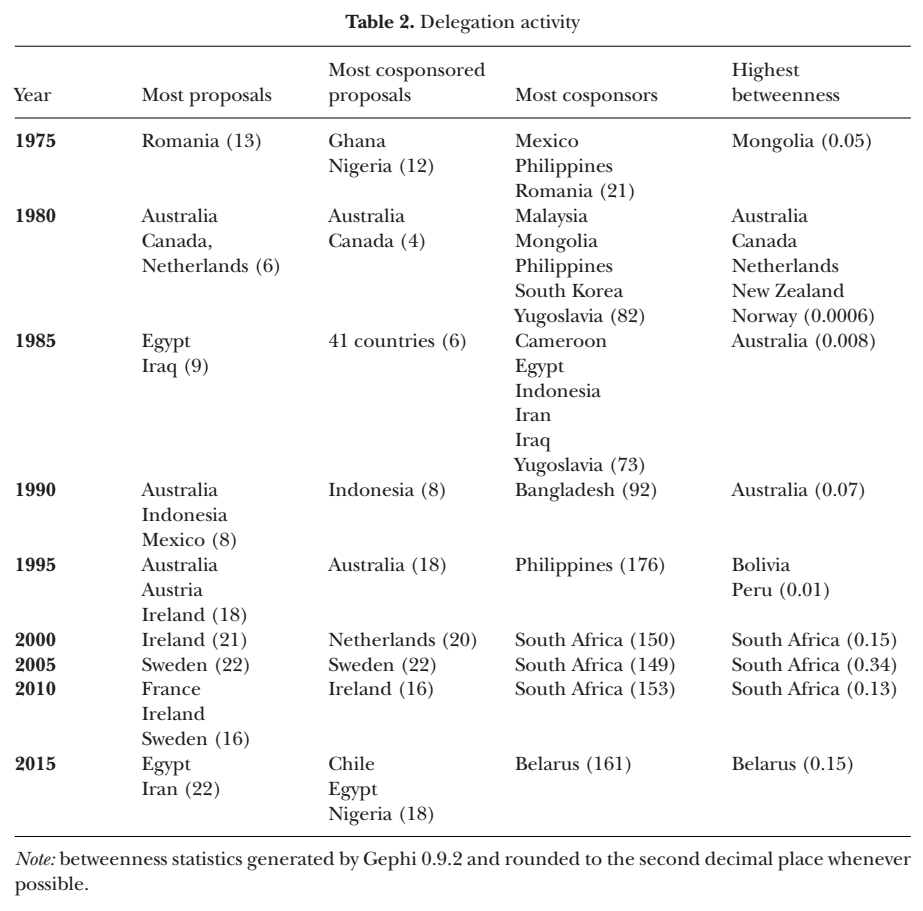 Table 2. Delegation activity
Year Most proposals Most cosponsored proposals Most cosponsors Highest betweenness
1975 Romania (13) Ghana Mexico Mongolia (0.05)
Nigeria (12) Philippines
Romania (21)
1980 Australia Australia Malaysia Australia
Canada, Canada (4) Mongolia Canada
Netherlands (6) Philippines Netherlands
South Korea New Zealand
Yugoslavia (82) Norway (0.0006)
1985 Egypt 41 countries (6) Cameroon Australia (0.008)
Iraq (9) Egypt
Indonesia
Iran
Iraq
Yugoslavia (73)
1990 Australia Indonesia (8) Bangladesh (92) Australia (0.07)
Indonesia
Mexico (8)
1995 Australia Australia (18) Philippines (176) Bolivia
Austria Peru (0.01)
Ireland (18)
2000 Ireland (21) Netherlands (20) South Africa (150) South Africa (0.15)
2005 Sweden (22) Sweden (22) South Africa (149) South Africa (0.34)
2010 France Ireland (16) South Africa (153) South Africa (0.13)
Ireland
Sweden (16)
2015 Egypt Chile Belarus (161) Belarus (0.15)
Iran (22) Egypt
Nigeria (18)
Note: betweenness statistics generated by Gephi 0.9.2 and rounded to the second decimal place whenever
possible.